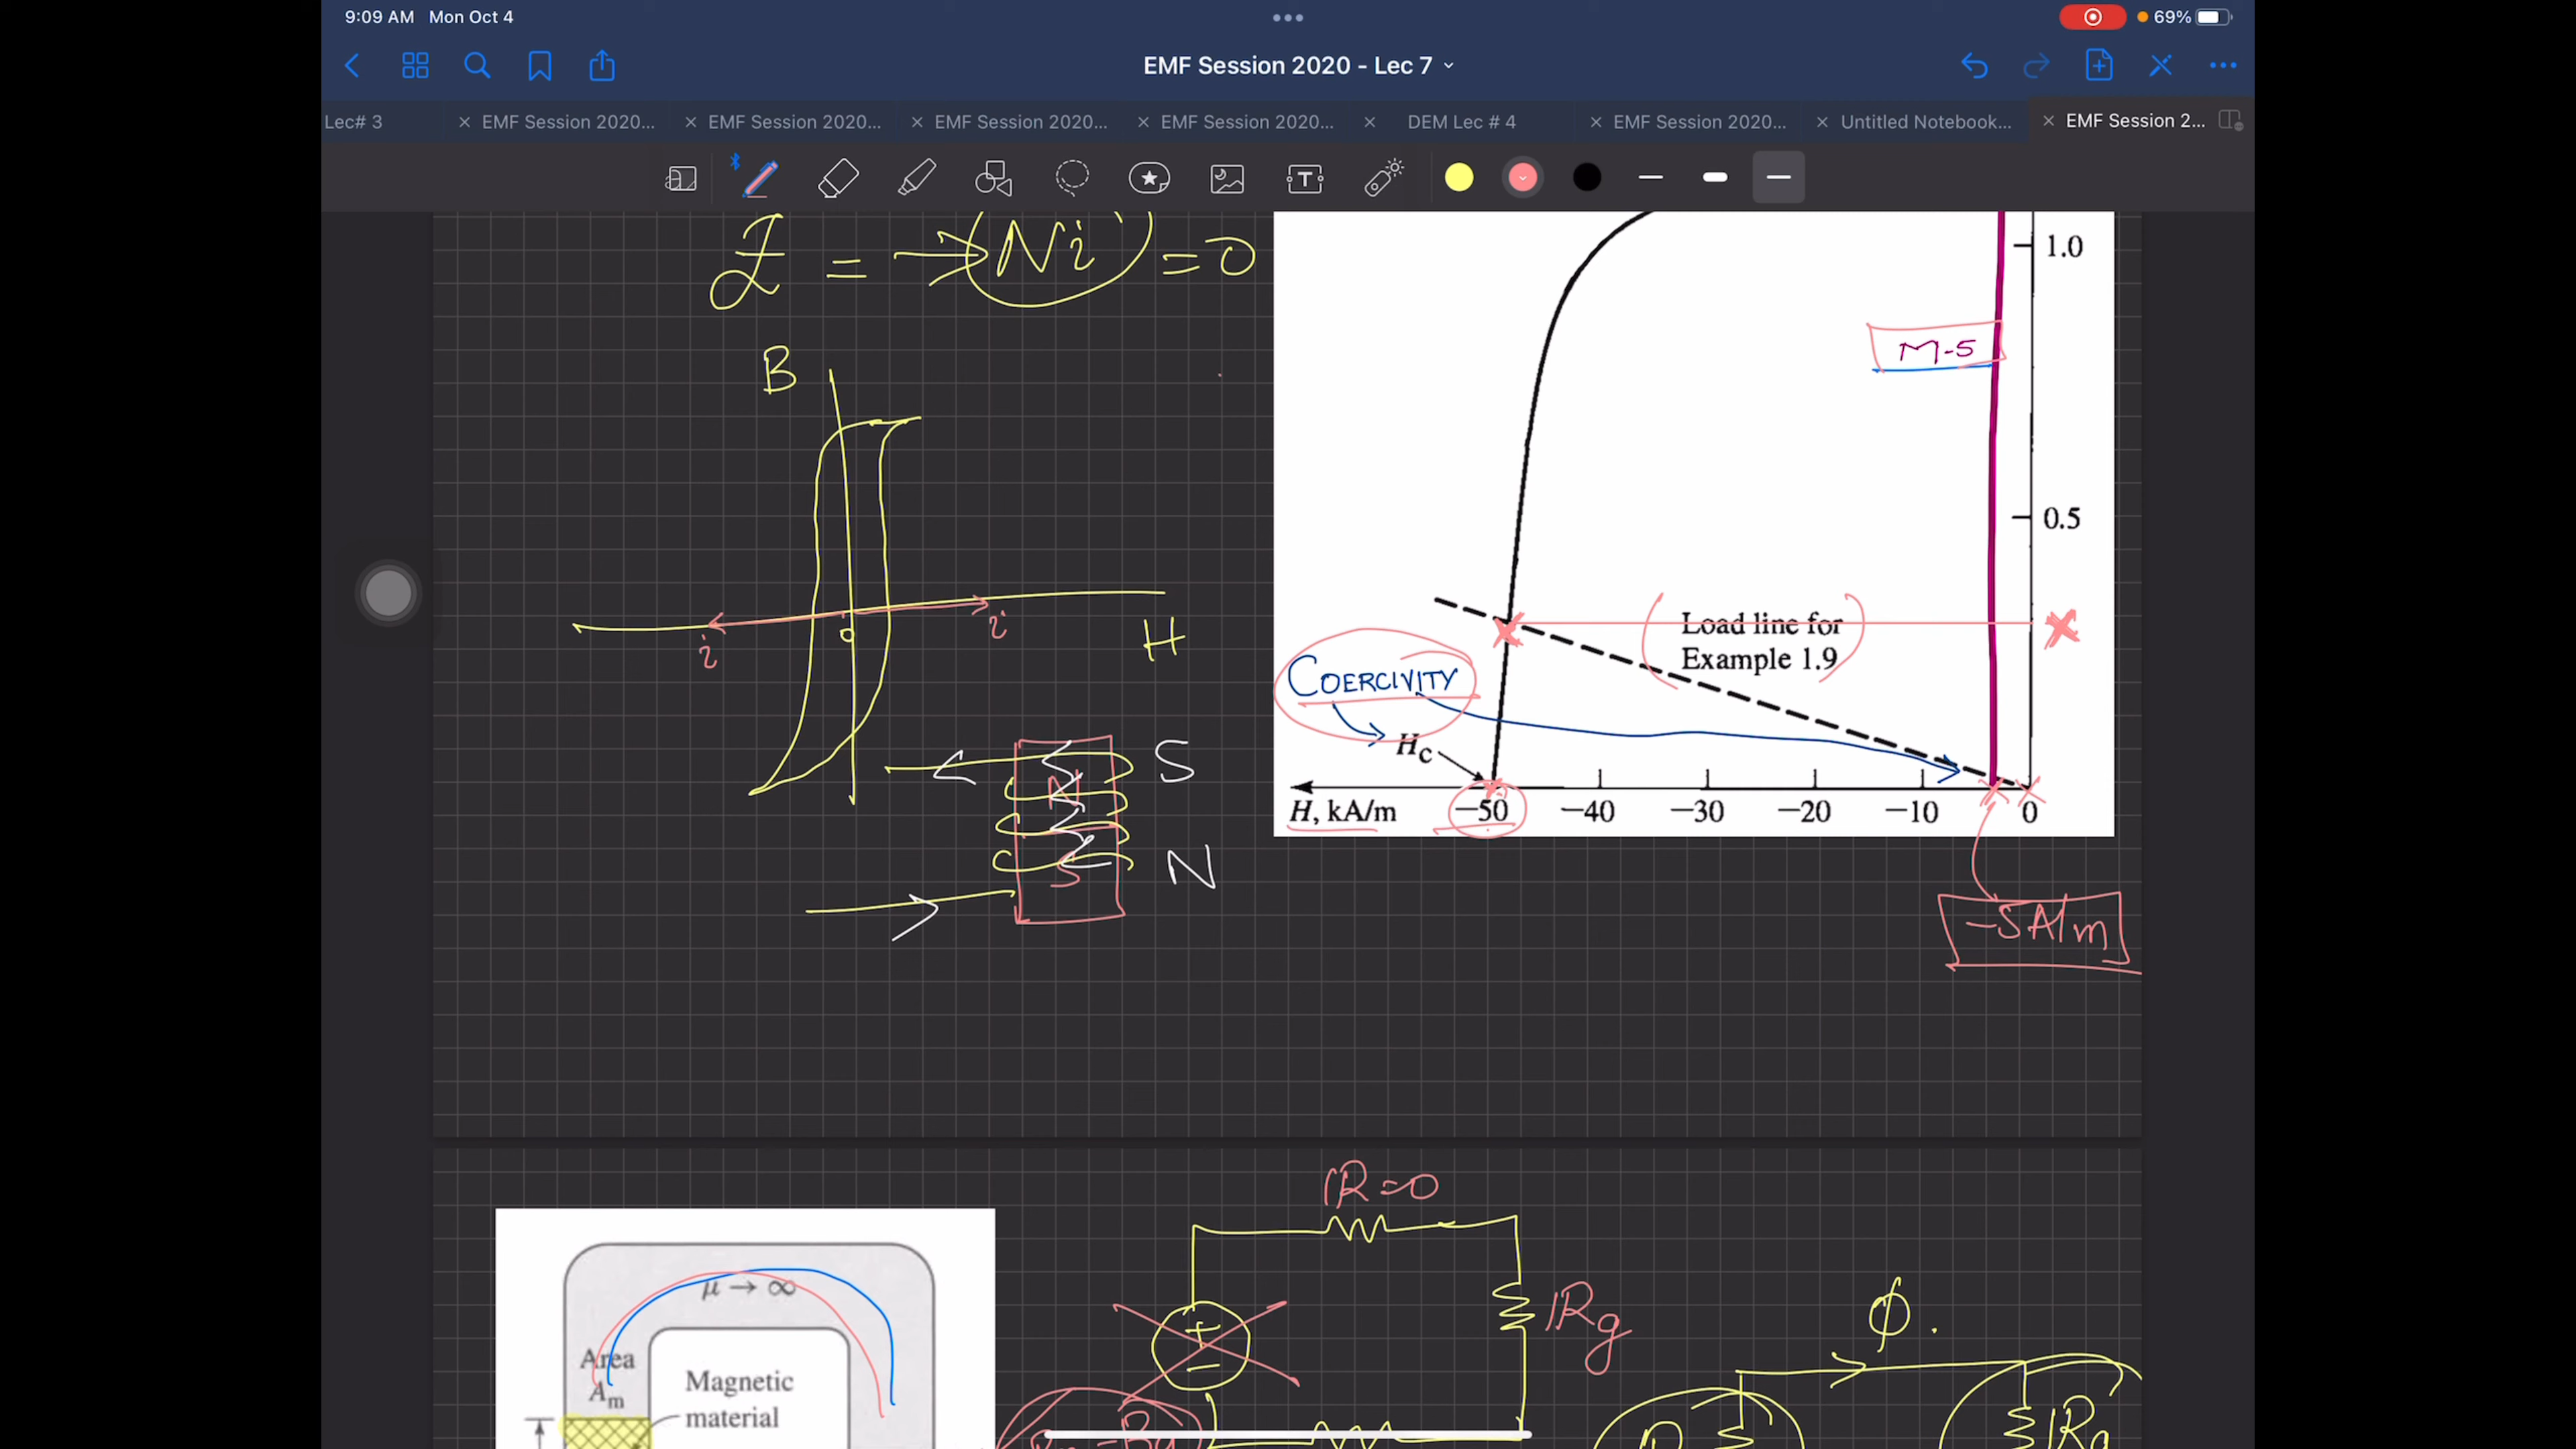 9:09 AM Mon Oct 4
69%
EMF Session 2020 - Lec 7
Lec# 3
EMF Session 2020...
EMF Session 2020...
EMF Session 2020...
EMF Session 2020...
DEM Lec # 4
EMF Session 2020...
Untitled Notebook...
EMF Session 2...
= (Ni) = 0
B
i
0
i
H
S
N
S
N
1.0
M-5
0.5
Load line for
Example 1.9
COERCIVITY
Hc
H, kA/m
−50
−40
−30
−20
−10
0
-5A/m
R=0
Rg
ϕ
μ → ∞
Area
Am
Magnetic
material
+
−